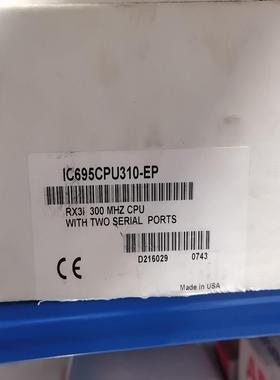 IC695CPU310-EP
RX3i 300 MHZ CPU
WITH TWO SERIAL PORTS
D216029 0743
CE
Made in USA